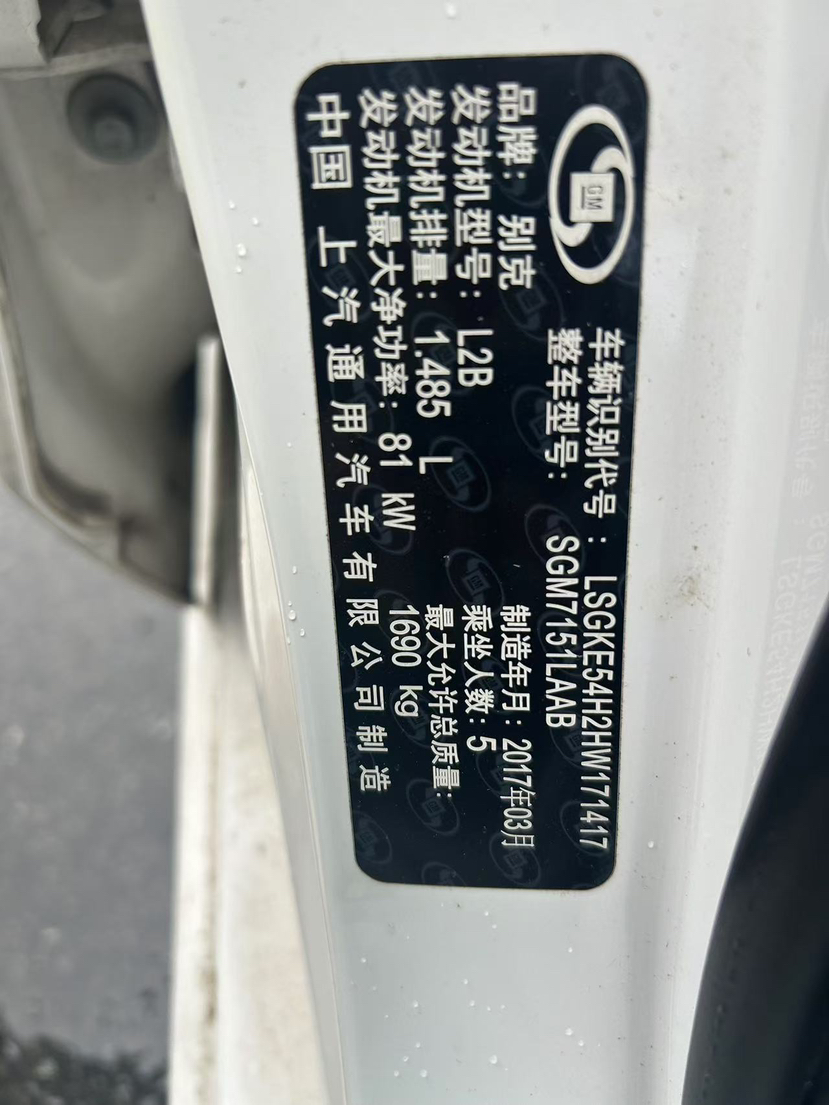 GM
车辆识别代号：LSGKE54H2HW171417
整车型号：SGM7151LAAB
品牌：别克
制造年月：2017年03月
发动机型号：L2B
乘坐人数：5
发动机排量：1.485 L
最大允许总质量：
发动机最大净功率：81 kW
1690 kg
中国 上汽通用汽车有限公司制造